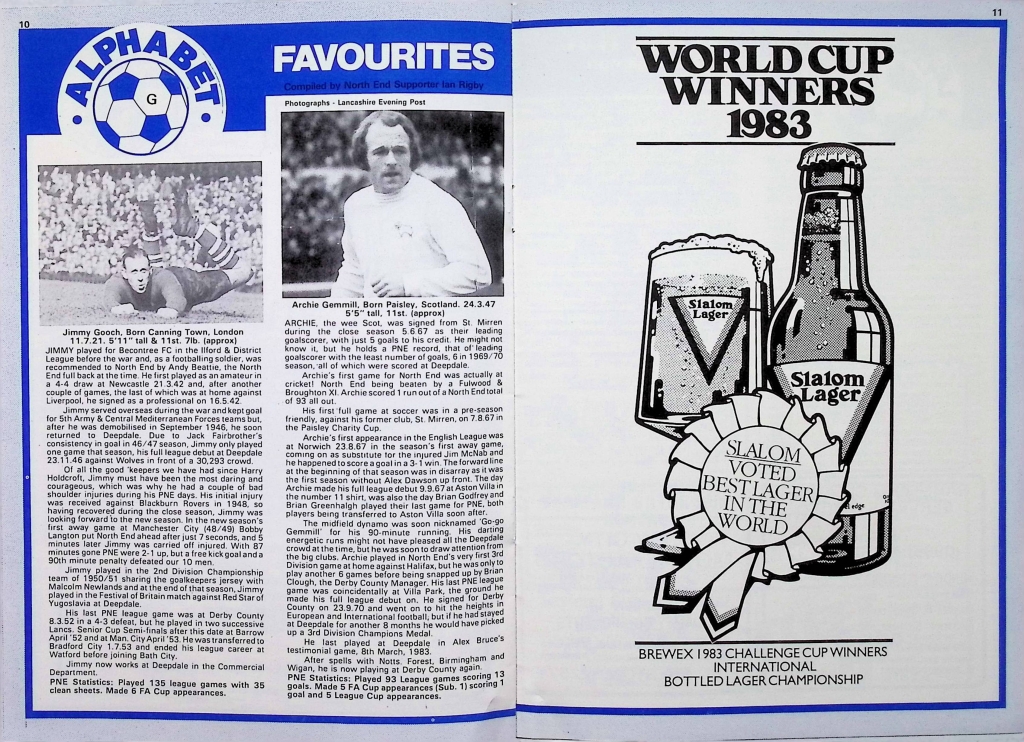 10
ALPHABET
G
FAVOURITES
Compiled by North End Supporter Ian Rigby
Photographs - Lancashire Evening Post
Jimmy Gooch, Born Canning Town, London
11.7.21. 5'11" tall & 11st. 7lb. (approx)
JIMMY played for Becontree FC in the Ilford & District
League before the war and, as a footballing soldier, was
recommended to North End by Andy Beattie, the North
End full back at the time. He first played as an amateur in
a 4-4 draw at Newcastle 21.3.42 and, after another
couple of games, the last of which was at home against
Liverpool, he signed as a professional on 16.5.42.
Jimmy served overseas during the war and kept goal
for 5th Army & Central Mediterranean Forces teams but,
after he was demobilised in September 1946, he soon
returned to Deepdale. Due to Jack Fairbrother's
consistency in goal in 46/47 season, Jimmy only played
one game that season, his full league debut at Deepdale
23.11.46 against Wolves in front of a 30,293 crowd.
Of all the good 'keepers we have had since Harry
Holdcroft, Jimmy must have been the most daring and
courageous, which was why he had a couple of bad
shoulder injuries during his PNE days. His initial injury
was received against Blackburn Rovers in 1948, so
having recovered during the close season, Jimmy was
looking forward to the new season. In the new season's
first away game at Manchester City (48/49) Bobby
Langton put North End ahead after just 7 seconds, and 5
minutes later Jimmy was carried off injured. With 87
minutes gone PNE were 2-1 up, but a free kick goal and a
90th minute penalty defeated our 10 men.
Jimmy played in the 2nd Division Championship
team of 1950/51 sharing the goalkeepers jersey with
Malcolm Newlands and at the end of that season, Jimmy
played in the Festival of Britain match against Red Star of
Yugoslavia at Deepdale.
His last PNE league game was at Derby County
8.3.52 in a 4-3 defeat, but he played in two successive
Lancs. Senior Cup Semi-finals after this date at Barrow
April '52 and at Man. City April '53. He was transferred to
Bradford City 1.7.53 and ended his league career at
Watford before joining Bath City.
Jimmy now works at Deepdale in the Commercial
Department.
PNE Statistics: Played 135 league games with 35
clean sheets. Made 6 FA Cup appearances.
Archie Gemmill, Born Paisley, Scotland. 24.3.47
5'5" tall, 11st. (approx)
ARCHIE, the wee Scot, was signed from St. Mirren
during the close season 5.6.67 as their leading
goalscorer, with just 5 goals to his credit. He might not
know it, but he holds a PNE record, that of leading
goalscorer with the least number of goals, 6 in 1969/70
season, all of which were scored at Deepdale.
Archie's first game for North End was actually at
cricket! North End being beaten by a Fulwood &
Broughton XI. Archie scored 1 run out of a North End total
of 93 all out.
His first full game at soccer was in a pre-season
friendly, against his former club, St. Mirren, on 7.8.67 in
the Paisley Charity Cup.
Archie's first appearance in the English League was
at Norwich 23.8.67 in the season's first away game,
coming on as substitute for the injured Jim McNab and
he happened to score a goal in a 3-1 win. The forward line
at the beginning of that season was in disarray as it was
the first season without Alex Dawson up front. The day
Archie made his full league debut 9.9.67 at Aston Villa in
the number 11 shirt, was also the day Brian Godfrey and
Brian Greenhalgh played their last game for PNE, both
players being transferred to Aston Villa soon after.
The midfield dynamo was soon nicknamed 'Go-go
Gemmill' for his 90-minute running. His darting
energetic runs might not have pleased all the Deepdale
crowd at the time, but he was soon to draw attention from
the big clubs. Archie played in North End's very first 3rd
Division game at home against Halifax, but he was only to
play another 6 games before being snapped up by Brian
Clough, the Derby County Manager. His last PNE league
game was coincidentally at Villa Park, the ground he
made his full league debut on. He signed for Derby
County on 23.9.70 and went on to hit the heights in
European and International football, but if he had stayed
at Deepdale for another 8 months he would have picked
up a 3rd Division Champions Medal.
He last played at Deepdale in Alex Bruce's
testimonial game, 8th March, 1983.
After spells with Notts. Forest, Birmingham and
Wigan, he is now playing at Derby County again.
PNE Statistics: Played 93 League games scoring 13
goals. Made 5 FA Cup appearances (Sub. 1) scoring 1
goal and 5 League Cup appearances.
11
WORLD CUP
WINNERS
1983
Slalom
Lager
Slalom
Lager
SLALOM
VOTED
BEST LAGER
IN THE
WORLD
edge
BREWEX 1983 CHALLENGE CUP WINNERS
INTERNATIONAL
BOTTLED LAGER CHAMPIONSHIP